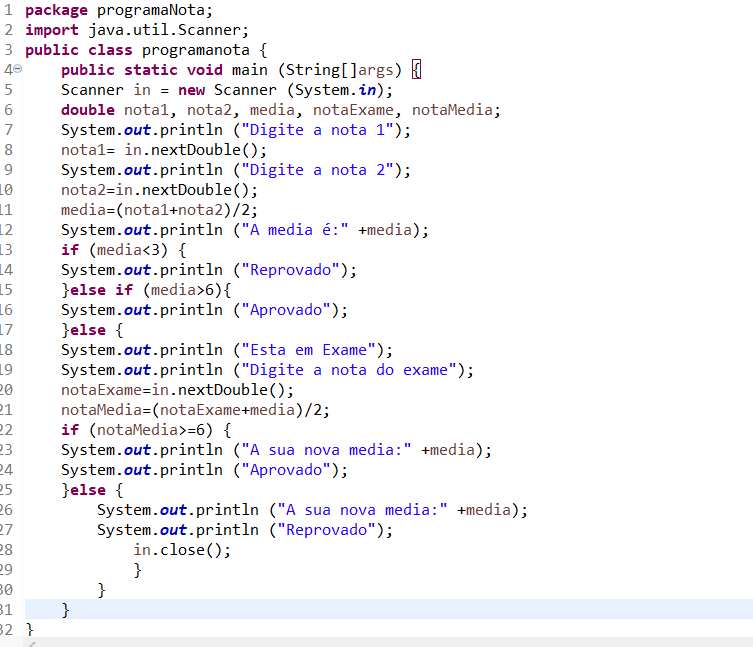 1 package programaNota;
2 import java.util.Scanner;
3 public class programanota {
4 public static void main (String[]args) {
5 Scanner in = new Scanner (System.in);
6 double nota1, nota2, media, notaExame, notaMedia;
7 System.out.println ("Digite a nota 1");
8 nota1= in.nextDouble();
9 System.out.println ("Digite a nota 2");
10 nota2=in.nextDouble();
11 media=(nota1+nota2)/2;
12 System.out.println ("A media é:" +media);
13 if (media<3) {
14 System.out.println ("Reprovado");
15 }else if (media>6){
16 System.out.println ("Aprovado");
17 }else {
18 System.out.println ("Esta em Exame");
19 System.out.println ("Digite a nota do exame");
20 notaExame=in.nextDouble();
21 notaMedia=(notaExame+media)/2;
22 if (notaMedia>=6) {
23 System.out.println ("A sua nova media:" +media);
24 System.out.println ("Aprovado");
25 }else {
26 System.out.println ("A sua nova media:" +media);
27 System.out.println ("Reprovado");
28 in.close();
29 }
30 }
31 }
32 }